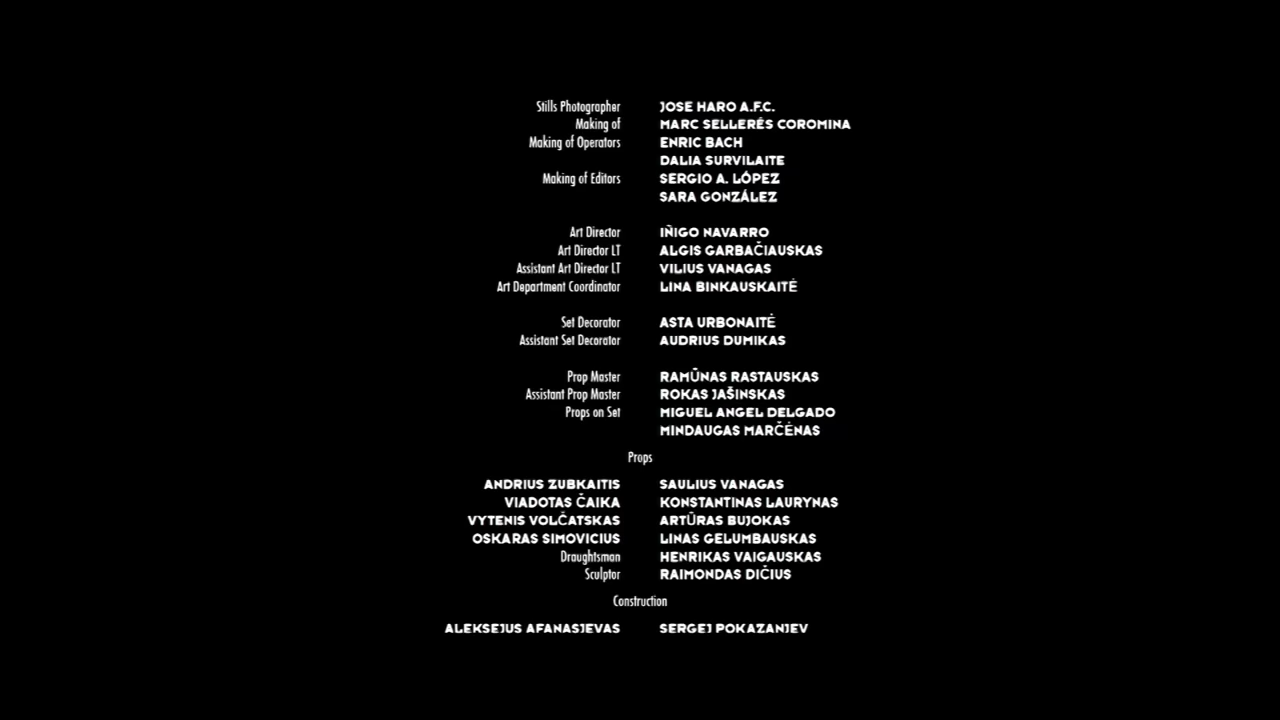 Stills Photographer JOSE HARO A.F.C.
Making of MARC SELLERÉS COROMINA
Making of Operators ENRIC BACH
DALIA SURVILAITE
Making of Editors SERGIO A. LÓPEZ
SARA GONZÁLEZ
Art Director IÑIGO NAVARRO
Art Director LT ALGIS GARBAČIAUSKAS
Assistant Art Director LT VILIUS VANAGAS
Art Department Coordinator LINA BINKAUSKAITĖ
Set Decorator ASTA URBONAITĖ
Assistant Set Decorator AUDRIUS DUMIKAS
Prop Master RAMŪNAS RASTAUSKAS
Assistant Prop Master ROKAS JAŠINSKAS
Props on Set MIGUEL ANGEL DELGADO
MINDAUGAS MARČĖNAS
Props
ANDRIUS ZUBKAITIS SAULIUS VANAGAS
VIADOTAS ČAIKA KONSTANTINAS LAURYNAS
VYTENIS VOLČATSKAS ARTŪRAS BUJOKAS
OSKARAS SIMOVICIUS LINAS GELUMBAUSKAS
Draughtsman HENRIKAS VAIGAUSKAS
Sculptor RAIMONDAS DIČIUS
Construction
ALEKSEJUS AFANASJEVAS SERGEJ POKAZANJEV